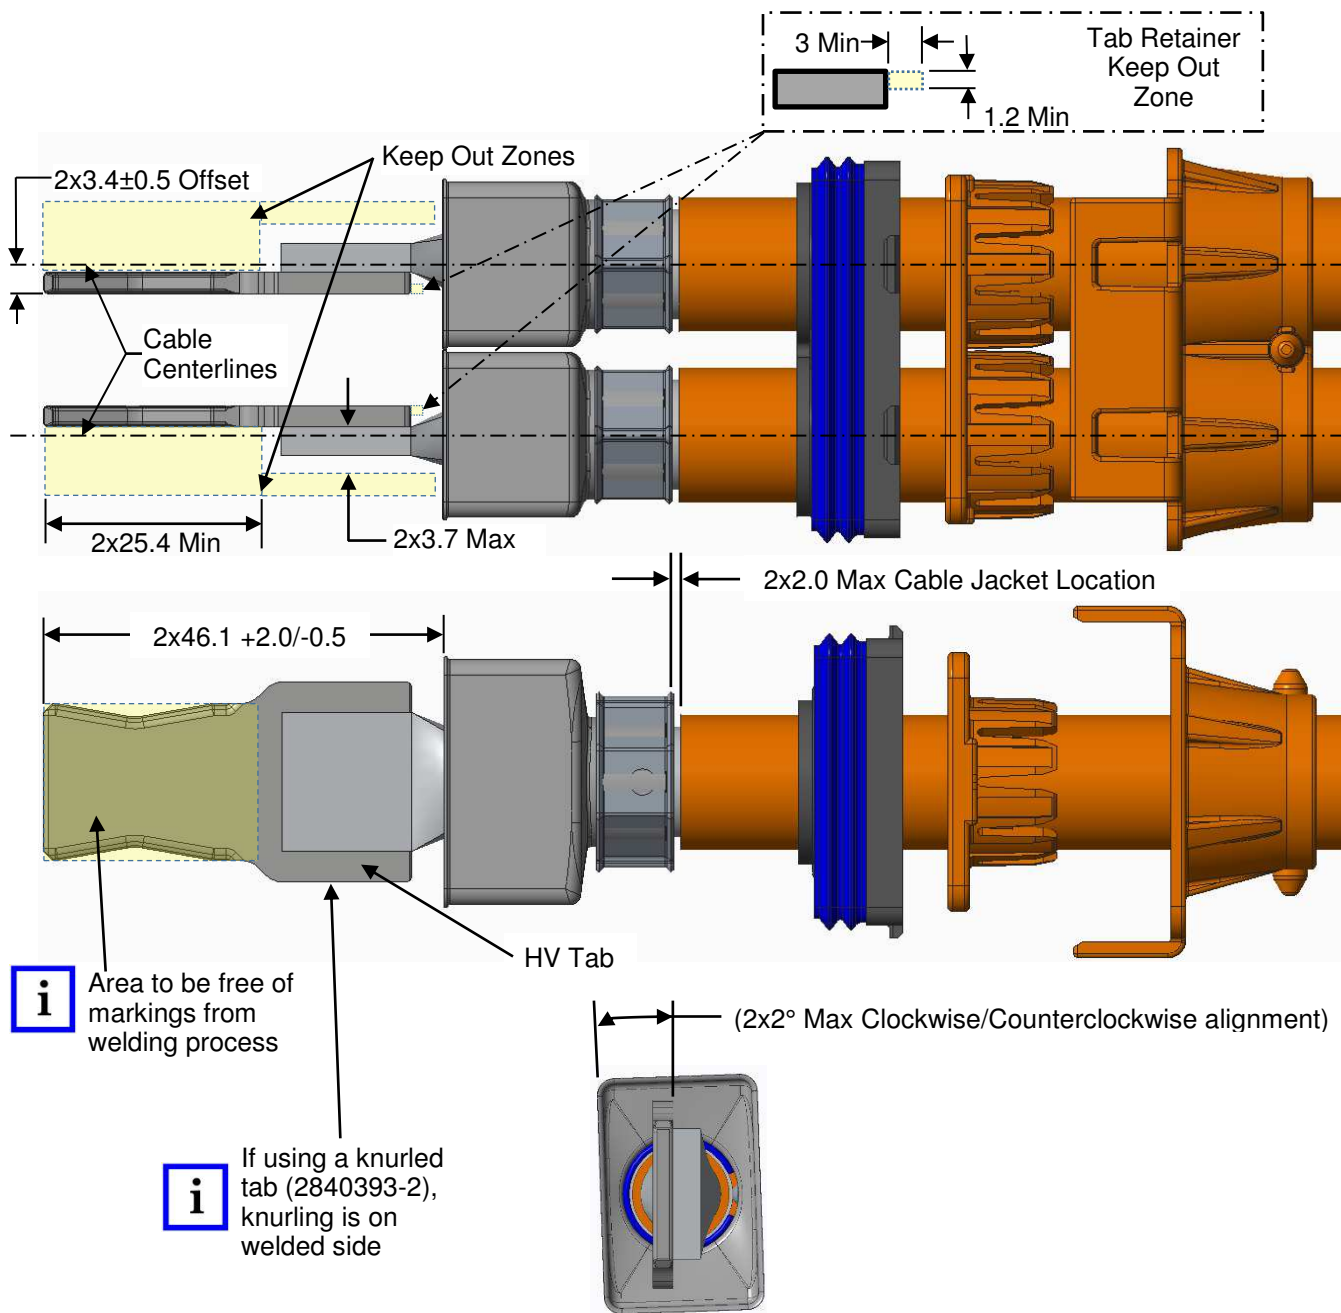 3 Min
Tab Retainer
Keep Out
Zone
1.2 Min
Keep Out Zones
2x3.4±0.5 Offset
Cable
Centerlines
2x25.4 Min
2x3.7 Max
2x2.0 Max Cable Jacket Location
2x46.1 +2.0/-0.5
HV Tab
i
Area to be free of
markings from
welding process
(2x2° Max Clockwise/Counterclockwise alignment)
i
If using a knurled
tab (2840393-2),
knurling is on
welded side